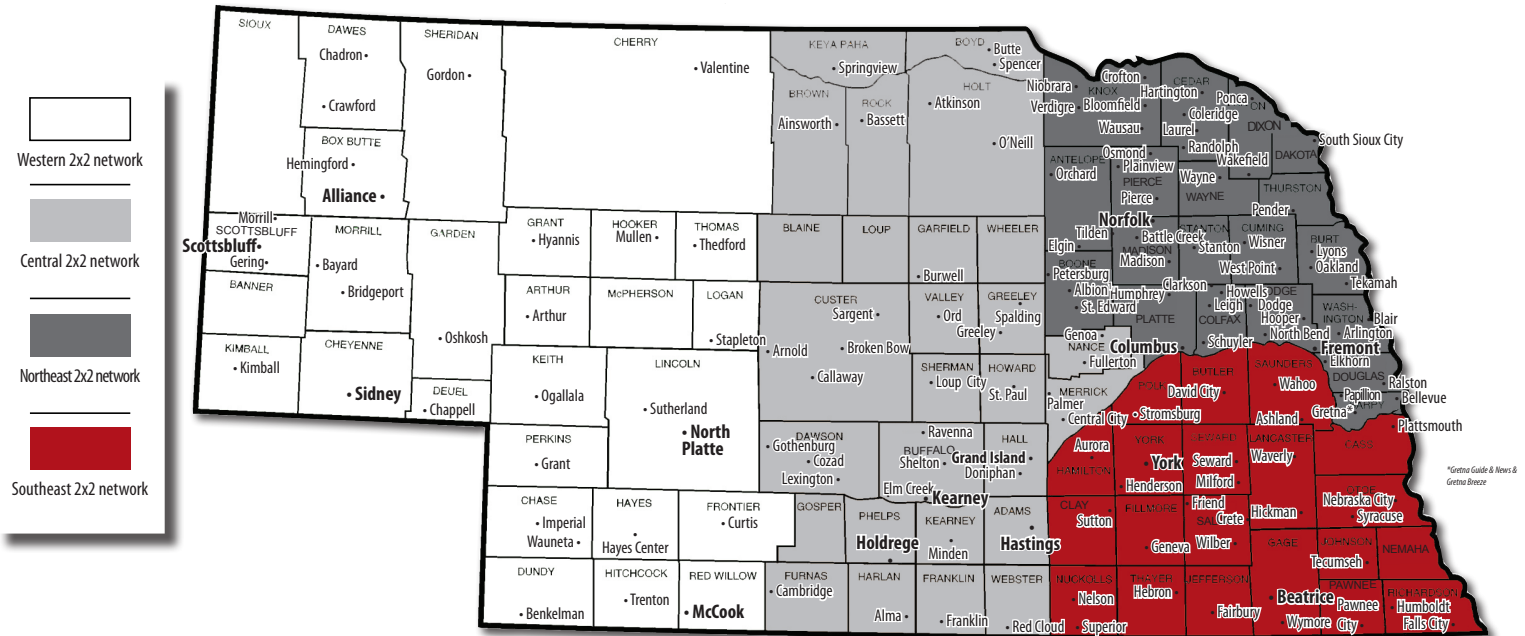 Western 2x2 network
Central 2x2 network
Northeast 2x2 network
Southeast 2x2 network
SIOUX
DAWES
Chadron
Crawford
SHERIDAN
Gordon
CHERRY
Valentine
BOX BUTTE
Hemingford
Alliance
KEYA PAHA
Springview
BOYD
Butte
Spencer
BROWN
Ainsworth
ROCK
Bassett
HOLT
Atkinson
O'Neill
Niobrara
KNOX
Crofton
Verdigre
Bloomfield
Wausau
CEDAR
Hartington
Coleridge
Laurel
Randolph
Ponca
DIXON
Wakefield
DAKOTA
South Sioux City
ANTELOPE
Orchard
Osmond
Plainview
PIERCE
Pierce
Wayne
WAYNE
THURSTON
Pender
Morrill
SCOTTSBLUFF
Scottsbluff
Gering
MORRILL
Bayard
Bridgeport
GARDEN
Oshkosh
GRANT
Hyannis
HOOKER
Mullen
THOMAS
Thedford
BLAINE
LOUP
GARFIELD
Burwell
WHEELER
Norfolk
Tilden
Elgin
Battle Creek
MADISON
Madison
STANTON
Stanton
CUMING
Wisner
West Point
BURT
Lyons
Oakland
Tekamah
BANNER
ARTHUR
Arthur
McPHERSON
LOGAN
Stapleton
CUSTER
Sargent
Arnold
Broken Bow
Callaway
VALLEY
Ord
GREELEY
Spalding
Greeley
BOONE
Petersburg
Albion
St. Edward
Humphrey
PLATTE
Clarkson
Leigh
COLFAX
Schuyler
Howells
DODGE
Dodge
Hooper
North Bend
WASH-
INGTON
Blair
Arlington
Fremont
KIMBALL
Kimball
CHEYENNE
Sidney
DEUEL
Chappell
KEITH
Ogallala
LINCOLN
Sutherland
North
Platte
SHERMAN
Loup City
HOWARD
St. Paul
Genoa
NANCE
Fullerton
Columbus
MERRICK
Palmer
Central City
POLK
Stromsburg
BUTLER
David City
SAUNDERS
Wahoo
Ashland
Elkhorn
DOUGLAS
Ralston
Papillion
Bellevue
Gretna*
Plattsmouth
PERKINS
Grant
DAWSON
Gothenburg
Cozad
Lexington
BUFFALO
Ravenna
Shelton
Elm Creek
Kearney
HALL
Grand Island
Doniphan
HAMILTON
Aurora
YORK
York
Henderson
SEWARD
Seward
Milford
LANCASTER
Waverly
Hickman
CASS
*Gretna Guide & News &
Gretna Breeze
CHASE
Imperial
Wauneta
HAYES
Hayes Center
FRONTIER
Curtis
GOSPER
PHELPS
Holdrege
KEARNEY
Minden
ADAMS
Hastings
CLAY
Sutton
FILLMORE
Geneva
Friend
Crete
Wilber
OTOE
Nebraska City
Syracuse
GAGE
Beatrice
Wymore
JOHNSON
Tecumseh
NEMAHA
DUNDY
Benkelman
HITCHCOCK
Trenton
RED WILLOW
McCook
FURNAS
Cambridge
HARLAN
Alma
FRANKLIN
Franklin
WEBSTER
Red Cloud
NUCKOLLS
Nelson
Superior
THAYER
Hebron
JEFFERSON
Fairbury
PAWNEE
Pawnee
City
RICHARDSON
Humboldt
Falls City